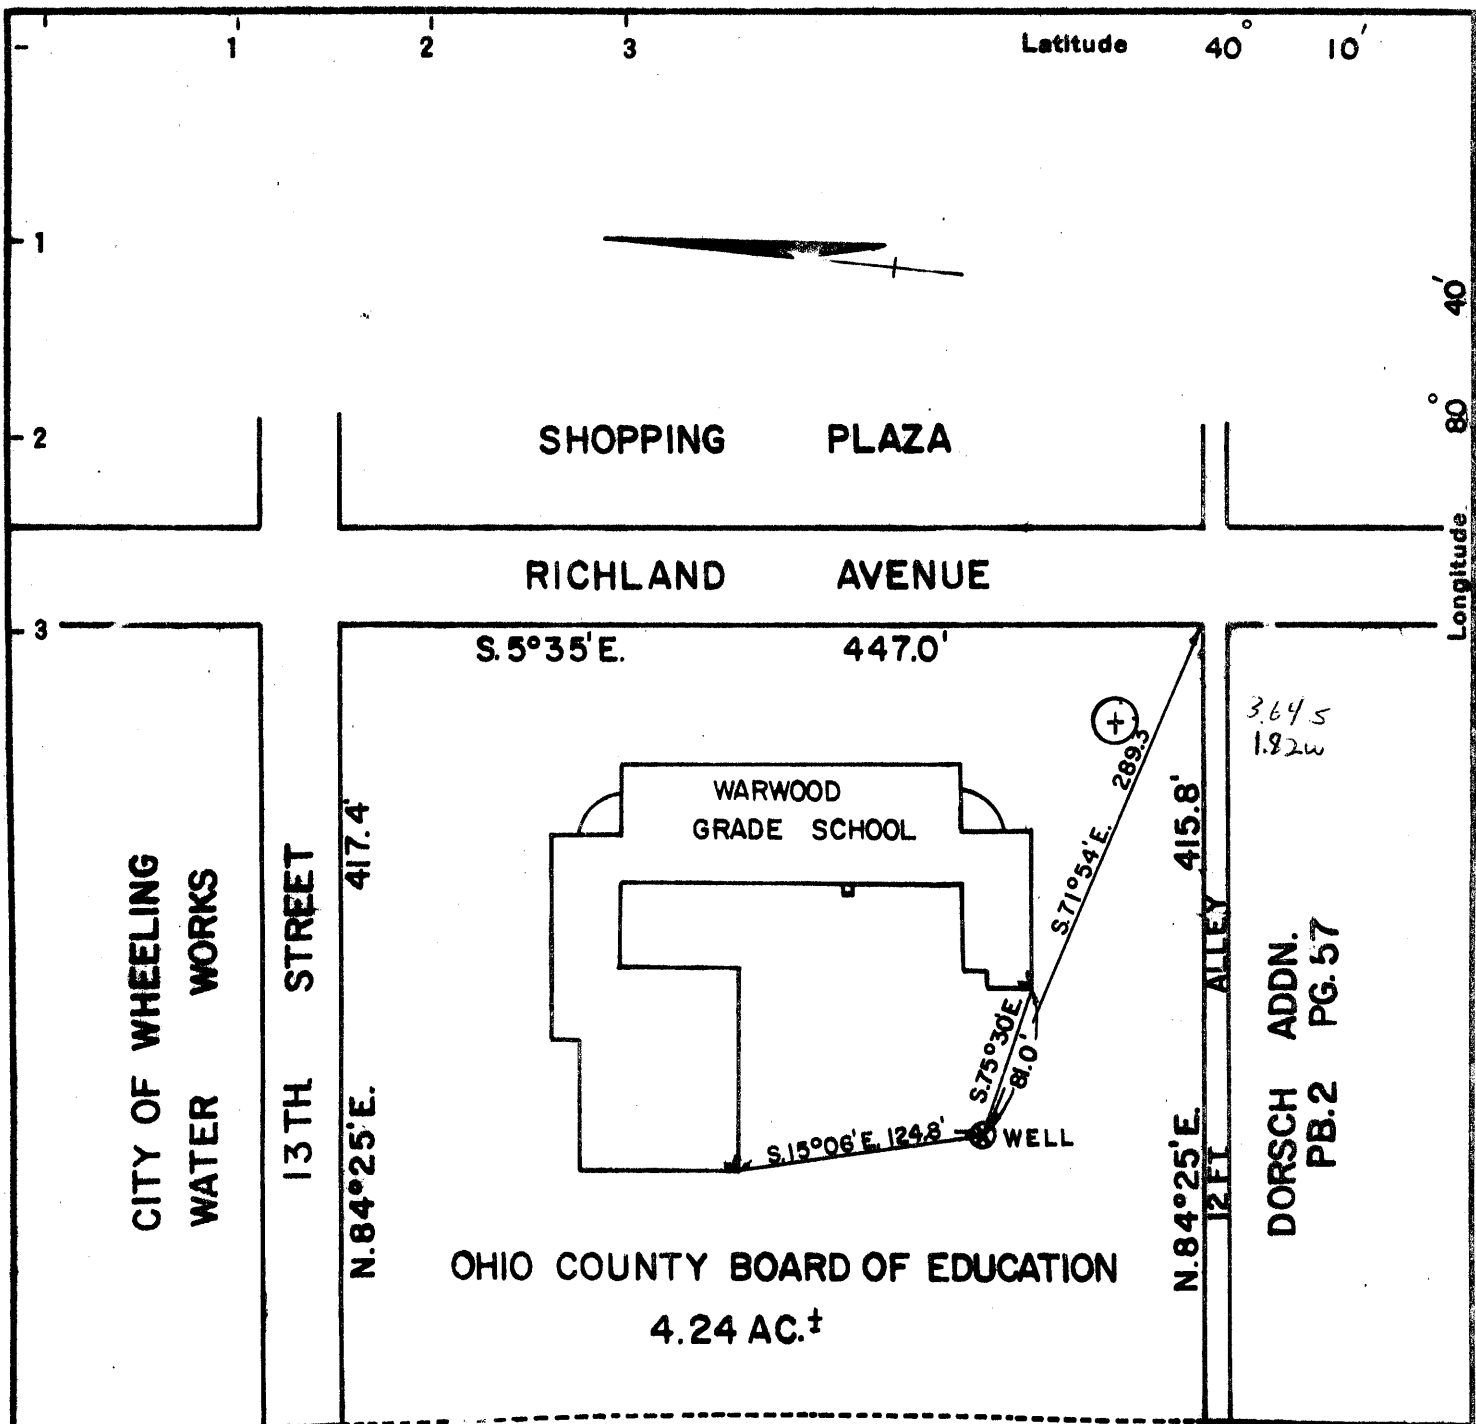 1 2 3 Latitude 40° 10'
1
40'
80°
Longitude
2
SHOPPING PLAZA
RICHLAND AVENUE
3
S.5°35'E. 447.0'
3.64 S
1.82 W
289.3
S.71°54'E.
WARWOOD
GRADE SCHOOL
417.4'
N.84°25'E.
415.8'
N.84°25'E.
CITY OF WHEELING
WATER WORKS
13TH STREET
12 FT ALLEY
DORSCH ADDN.
PB.2 PG.57
S.75°30'E.
81.0'
S.15°06'E. 124.8'
WELL
OHIO COUNTY BOARD OF EDUCATION
4.24 AC.±